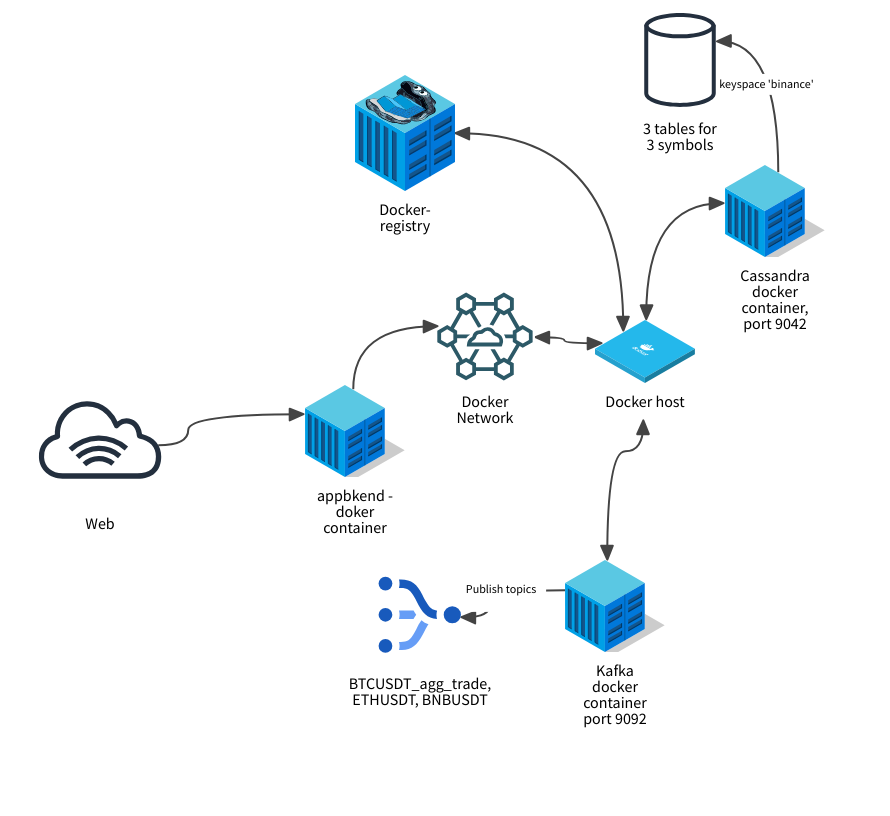 keyspace 'binance'
3 tables for
3 symbols
Docker-
registry
Cassandra
docker
container,
port 9042
Docker
Network
Docker host
appbkend -
doker
container
Web
Publish topics
BTCUSDT_agg_trade,
ETHUSDT, BNBUSDT
Kafka
docker
container
port 9092